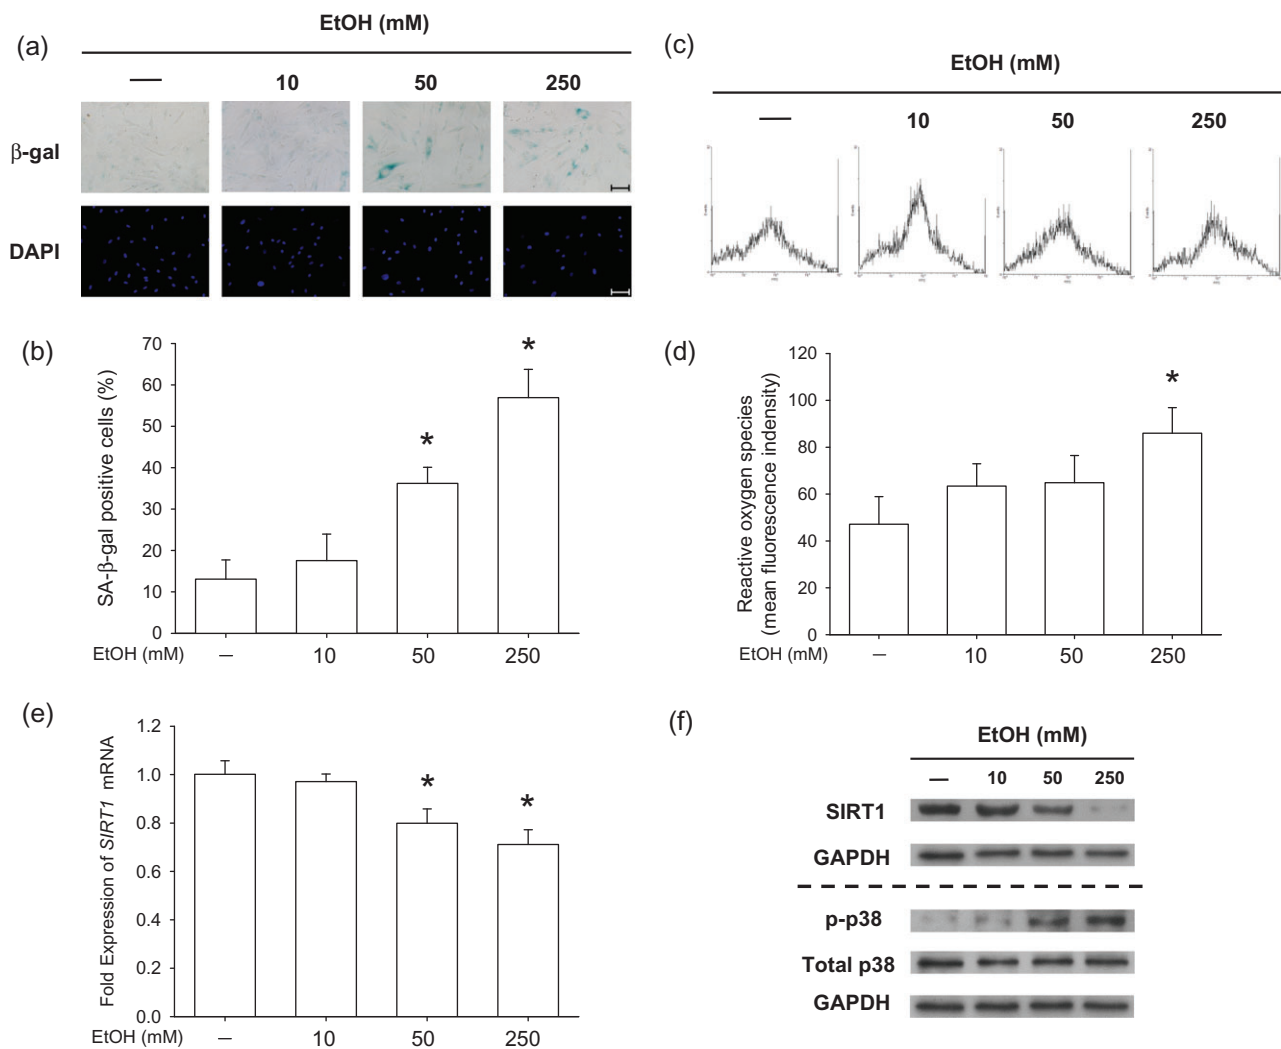 (a)
EtOH (mM)
— 10 50 250
β-gal
DAPI
(c)
EtOH (mM)
— 10 50 250
(b)
SA-β-gal positive cells (%)
70
60
50
40
30
20
10
0
* *
EtOH (mM) — 10 50 250
(d)
Reactive oxygen species
(mean fluorescence indensity)
120
100
80
60
40
20
0
*
EtOH (mM) — 10 50 250
(e)
Fold Expression of SIRT1 mRNA
1.2
1.0
0.8
0.6
0.4
0.2
0.0
* *
EtOH (mM) — 10 50 250
(f)
EtOH (mM)
— 10 50 250
SIRT1
GAPDH
p-p38
Total p38
GAPDH